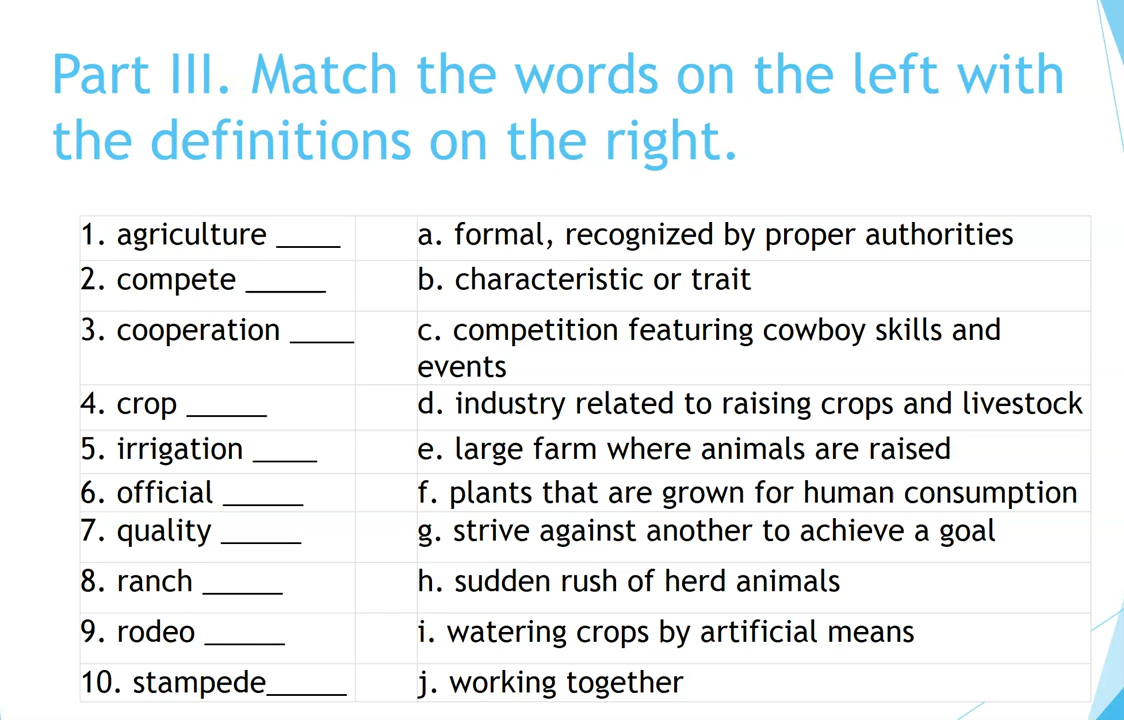 Part III. Match the words on the left with
the definitions on the right.
1. agriculture ____ a. formal, recognized by proper authorities
2. compete _____ b. characteristic or trait
3. cooperation ____ c. competition featuring cowboy skills and
events
4. crop _____ d. industry related to raising crops and livestock
5. irrigation ____ e. large farm where animals are raised
6. official _____ f. plants that are grown for human consumption
7. quality _____ g. strive against another to achieve a goal
8. ranch _____ h. sudden rush of herd animals
9. rodeo _____ i. watering crops by artificial means
10. stampede_____ j. working together